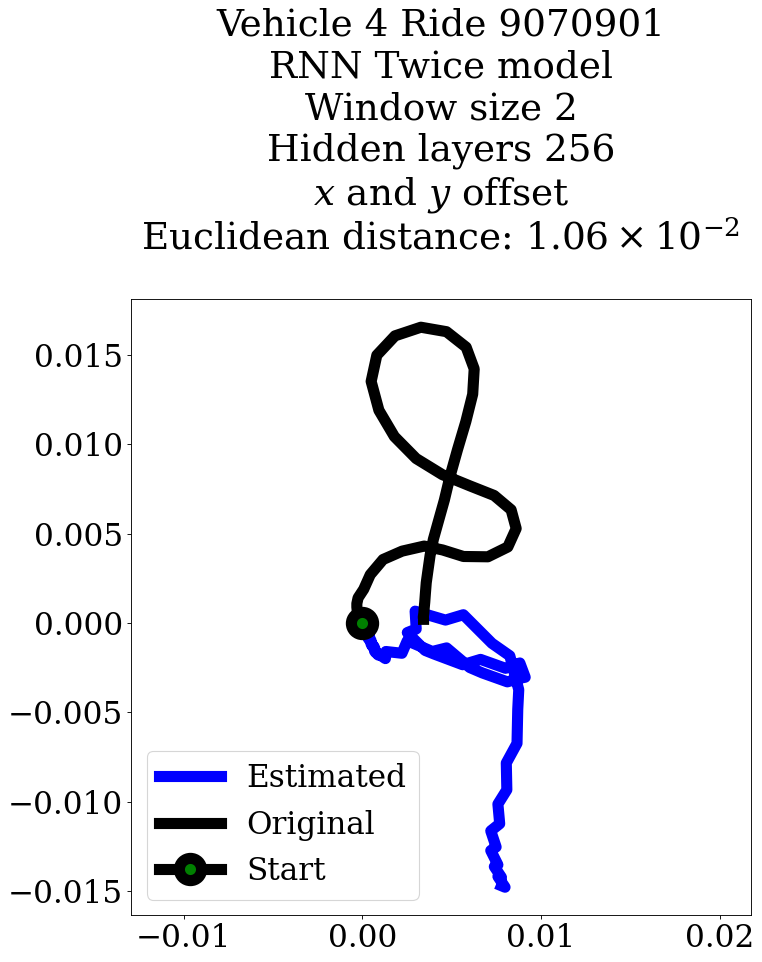 Vehicle 4 Ride 9070901
RNN Twice model
Window size 2
Hidden layers 256
x and y offset
Euclidean distance: 1.06 × 10⁻²
0.015
0.010
0.005
0.000
−0.005
−0.010
−0.015
Estimated
Original
Start
−0.01 0.00 0.01 0.02